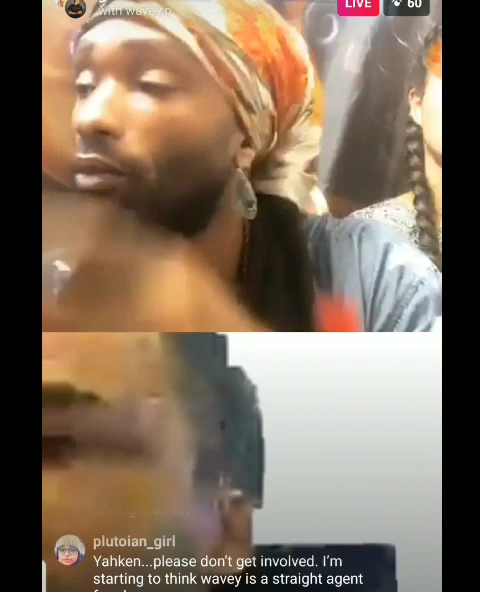 with wavey.p
LIVE
60
plutoian_girl
Yahken...please don't get involved. I'm
starting to think wavey is a straight agent